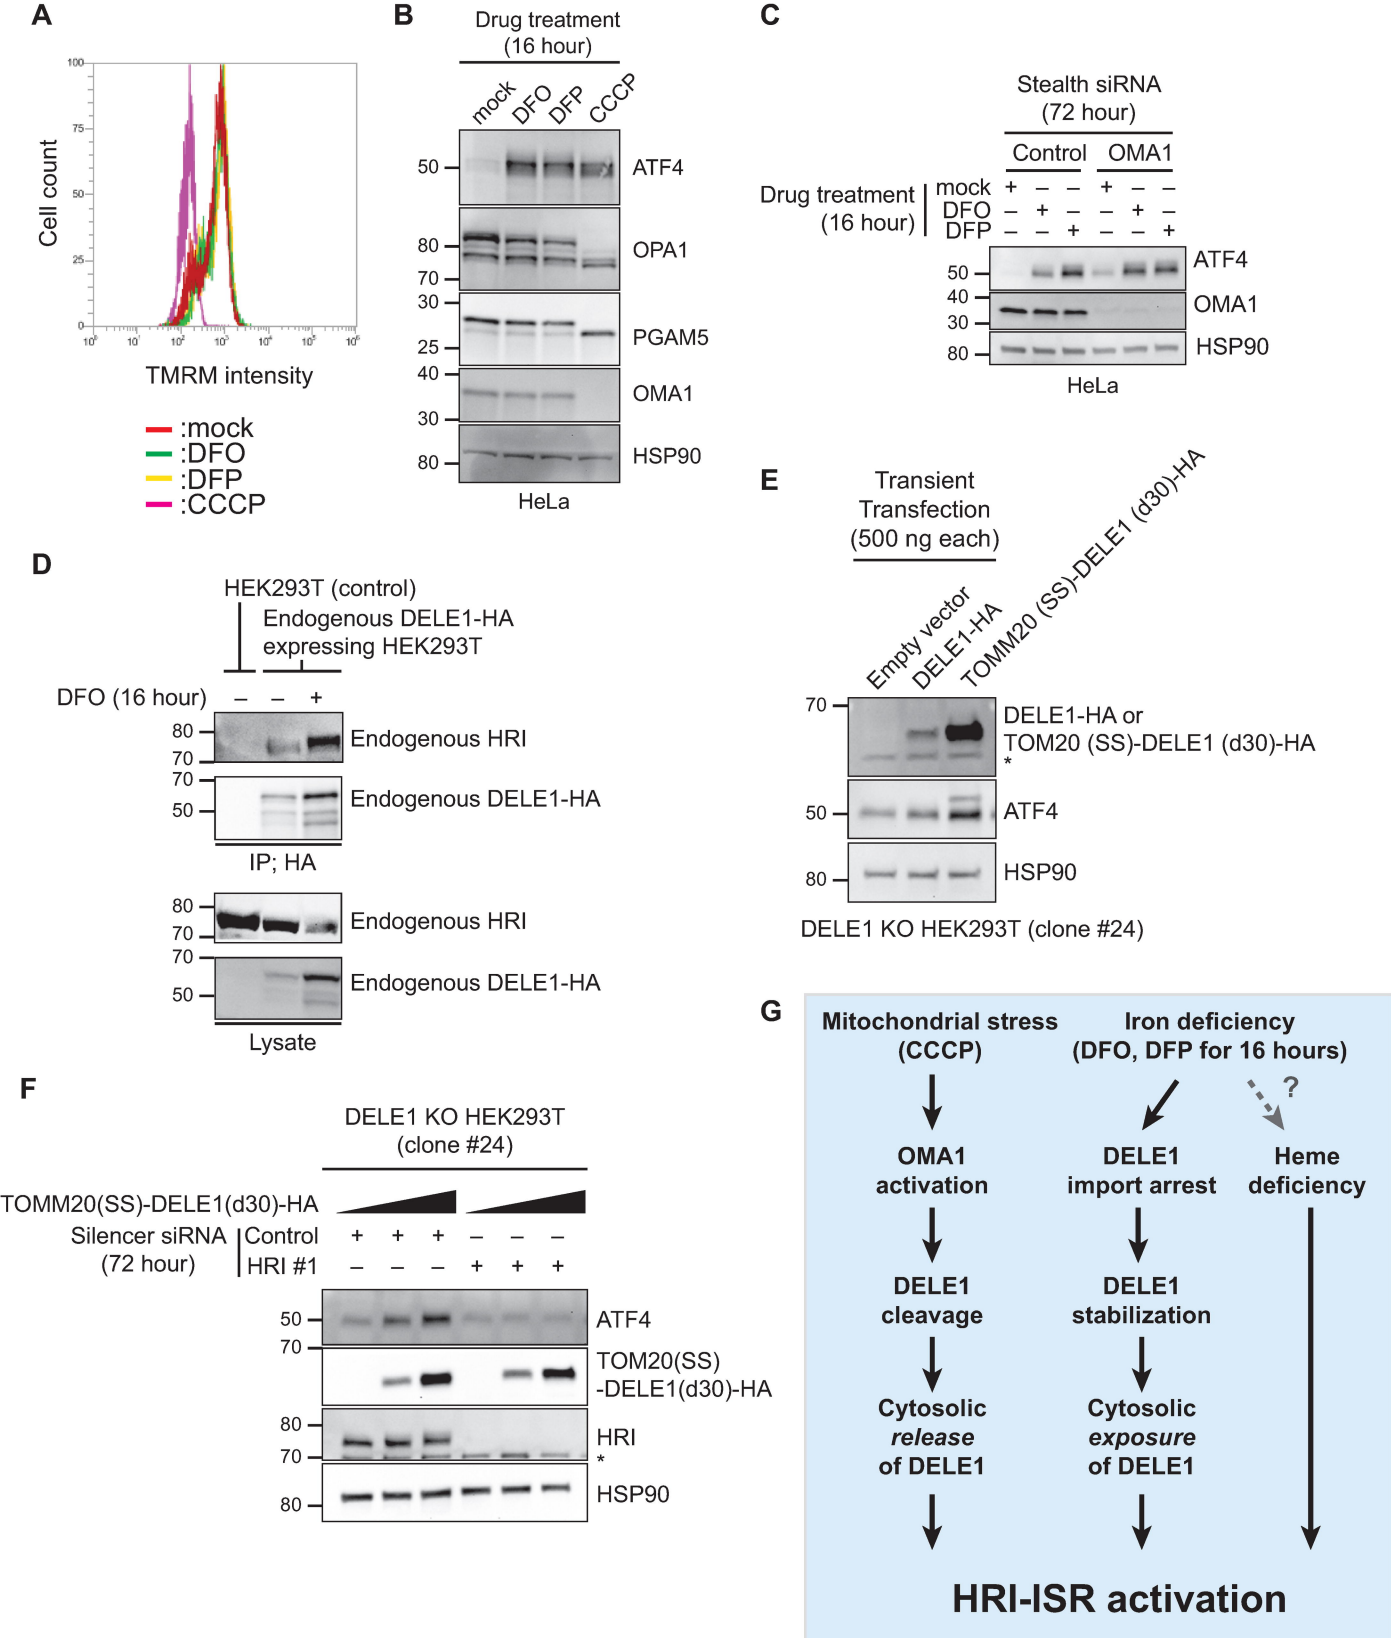 A
100
75
50
25
0
Cell count
10⁰
10¹
10²
10³
10⁴
10⁵
10⁶
TMRM intensity
:mock
:DFO
:DFP
:CCCP
B
Drug treatment
(16 hour)
mock
DFO
DFP
CCCP
50
ATF4
80
70
OPA1
30
25
PGAM5
40
30
OMA1
80
HSP90
HeLa
C
Stealth siRNA
(72 hour)
Control
OMA1
Drug treatment
(16 hour)
mock + – – + – –
DFO – + – – + –
DFP – – + – – +
50
ATF4
40
30
OMA1
80
HSP90
HeLa
D
HEK293T (control)
Endogenous DELE1-HA
expressing HEK293T
DFO (16 hour) – – +
80
70
Endogenous HRI
70
50
Endogenous DELE1-HA
IP; HA
80
70
Endogenous HRI
70
50
Endogenous DELE1-HA
Lysate
E
Transient
Transfection
(500 ng each)
Empty vector
DELE1-HA
TOMM20 (SS)-DELE1 (d30)-HA
70
DELE1-HA or
TOM20 (SS)-DELE1 (d30)-HA
*
50
ATF4
80
HSP90
DELE1 KO HEK293T (clone #24)
F
DELE1 KO HEK293T
(clone #24)
TOMM20(SS)-DELE1(d30)-HA
Silencer siRNA
(72 hour)
Control + + + – – –
HRI #1 – – – + + +
50
ATF4
70
TOM20(SS)
-DELE1(d30)-HA
80
70
HRI
*
80
HSP90
G
Mitochondrial stress
(CCCP)
Iron deficiency
(DFO, DFP for 16 hours)
?
OMA1
activation
DELE1
import arrest
Heme
deficiency
DELE1
cleavage
DELE1
stabilization
Cytosolic
release
of DELE1
Cytosolic
exposure
of DELE1
HRI-ISR activation